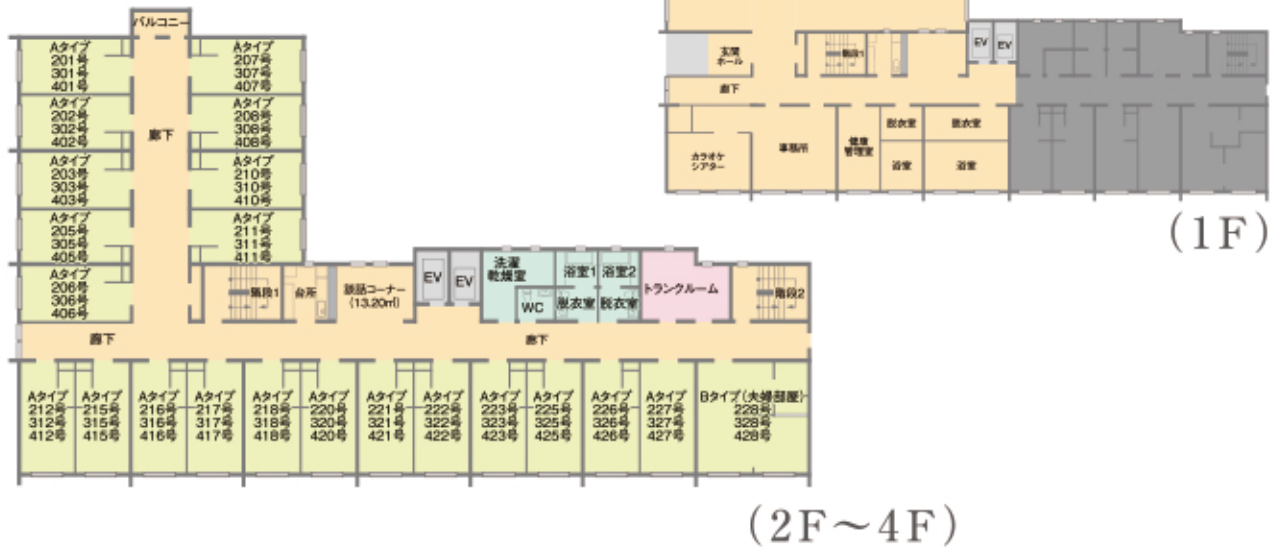 バルコニー
Aタイプ
201号
301号
401号
Aタイプ
207号
307号
407号
Aタイプ
202号
302号
402号
廊下
Aタイプ
208号
308号
408号
Aタイプ
203号
303号
403号
Aタイプ
210号
310号
410号
Aタイプ
205号
305号
405号
Aタイプ
211号
311号
411号
Aタイプ
206号
306号
406号
階段1
台所
談話コーナー
(13.20㎡)
EV
EV
洗濯
乾燥室
WC
浴室1
脱衣室
浴室2
脱衣室
トランクルーム
階段2
廊下
廊下
Aタイプ
212号
312号
412号
Aタイプ
215号
315号
415号
Aタイプ
216号
316号
416号
Aタイプ
217号
317号
417号
Aタイプ
218号
318号
418号
Aタイプ
220号
320号
420号
Aタイプ
221号
321号
421号
Aタイプ
222号
322号
422号
Aタイプ
223号
323号
423号
Aタイプ
225号
325号
425号
Aタイプ
226号
326号
426号
Aタイプ
227号
327号
427号
Bタイプ(夫婦部屋)
228号
328号
428号
(2F〜4F)
玄関
ホール
階段1
EV
EV
廊下
カラオケ
シアター
事務所
健康
管理室
脱衣室
浴室
脱衣室
浴室
(1F)